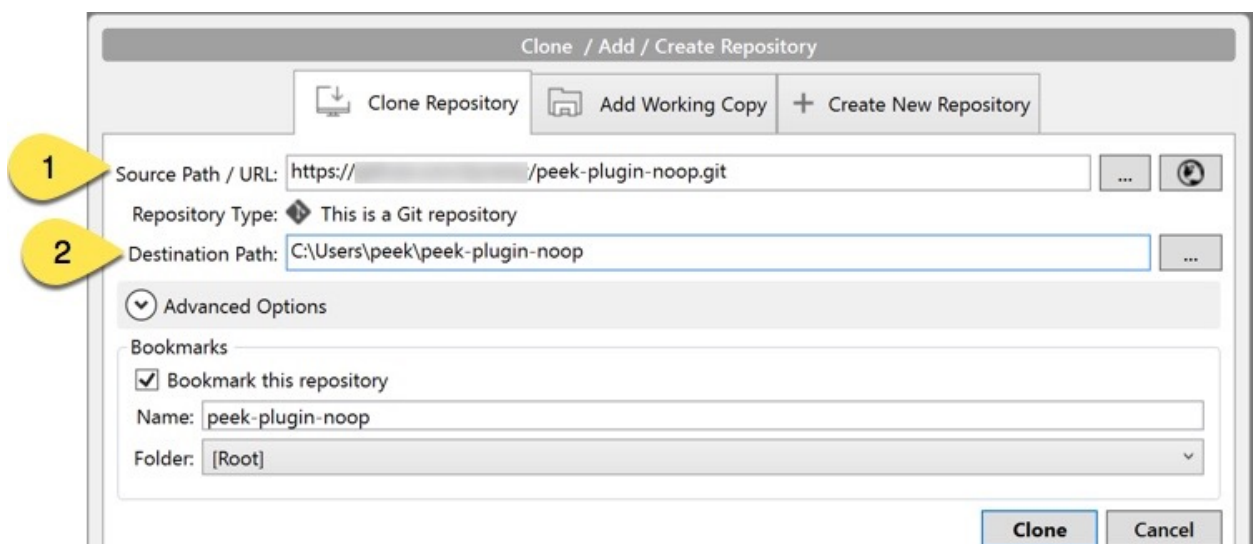 Clone / Add / Create Repository
Clone Repository
Add Working Copy
+ Create New Repository
1
Source Path / URL: https:// /peek-plugin-noop.git ...
Repository Type: This is a Git repository
2
Destination Path: C:\Users\peek\peek-plugin-noop ...
Advanced Options
Bookmarks
Bookmark this repository
Name: peek-plugin-noop
Folder: [Root]
Clone
Cancel